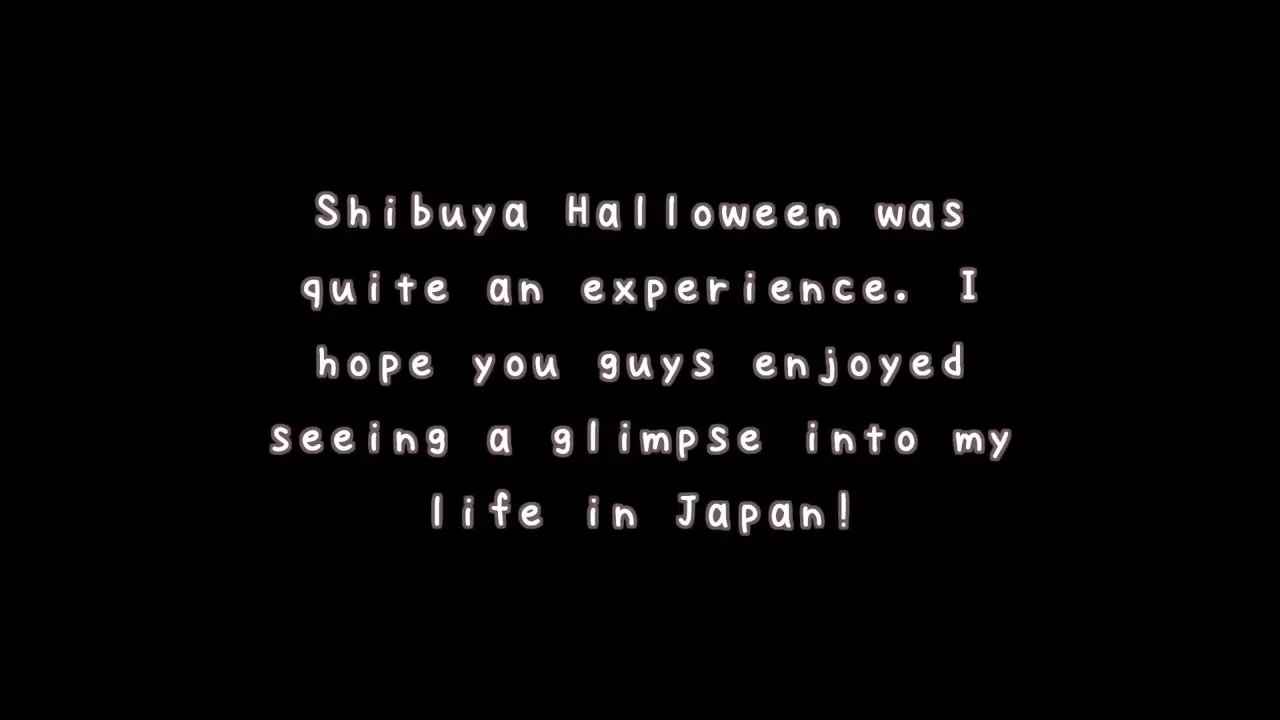 Shibuya Halloween was
quite an experience. I
hope you guys enjoyed
seeing a glimpse into my
life in Japan!